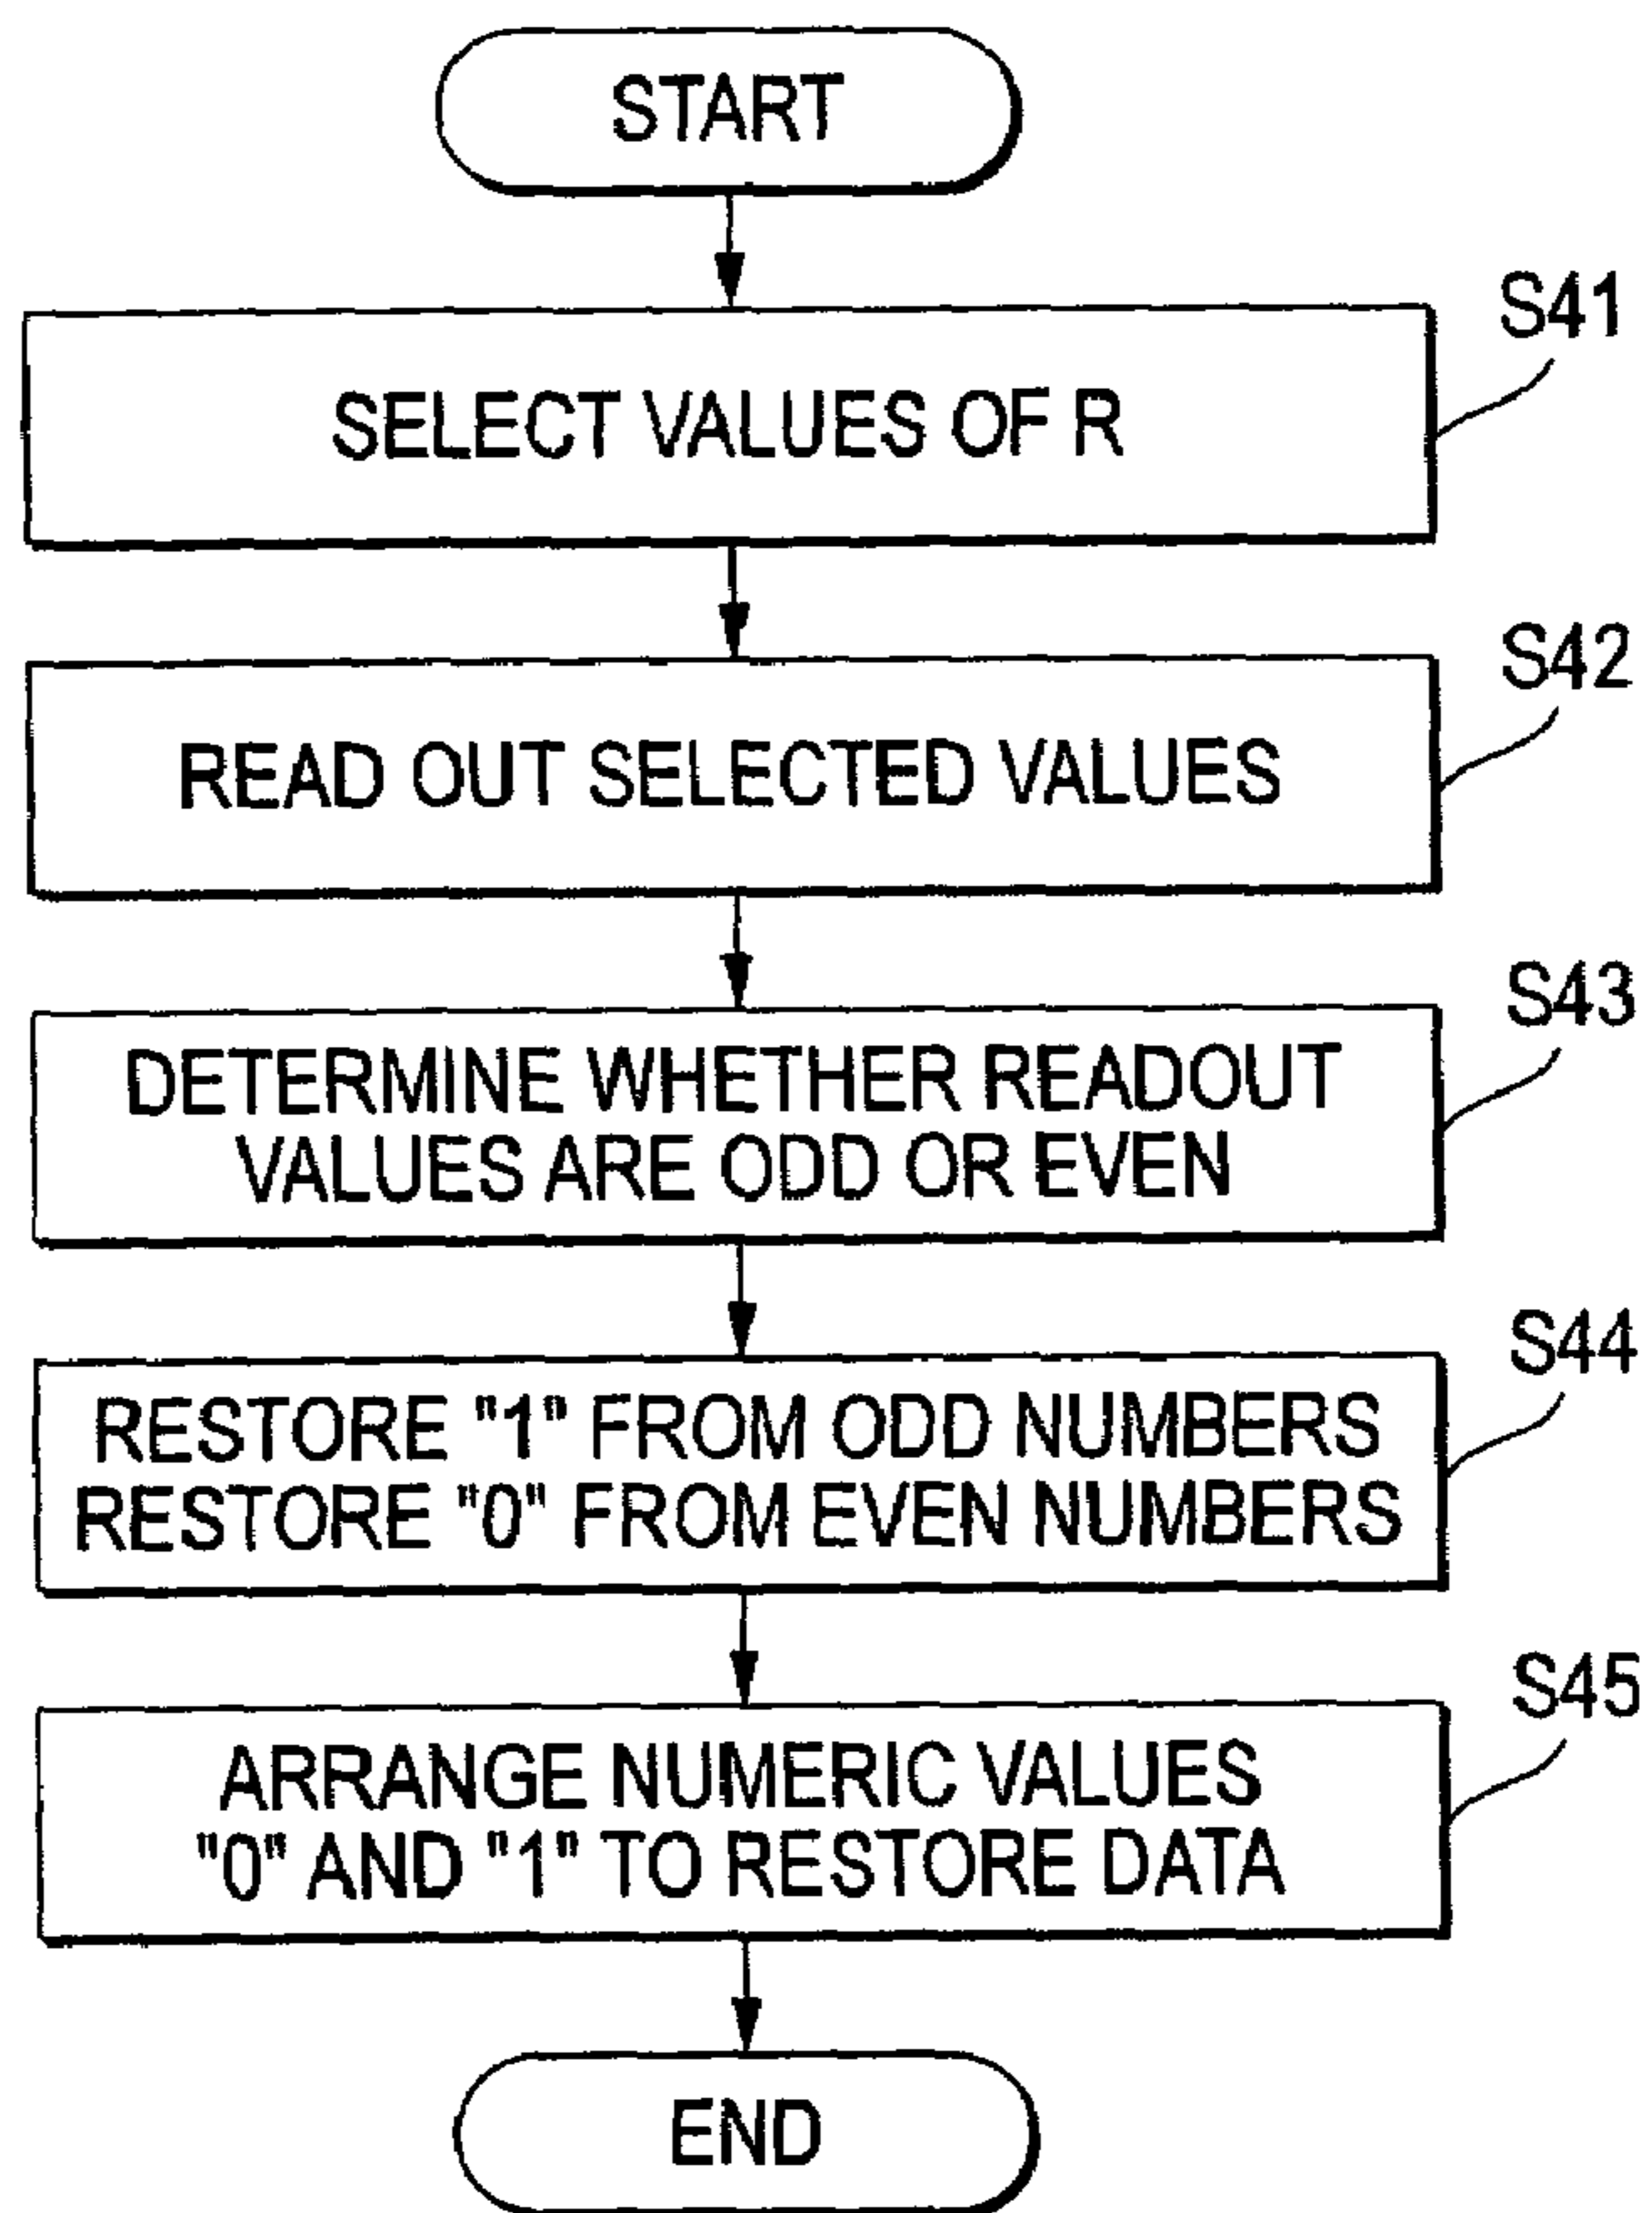 START
S41
SELECT VALUES OF R
S42
READ OUT SELECTED VALUES
S43
DETERMINE WHETHER READOUT
VALUES ARE ODD OR EVEN
S44
RESTORE "1" FROM ODD NUMBERS
RESTORE "0" FROM EVEN NUMBERS
S45
ARRANGE NUMERIC VALUES
"0" AND "1" TO RESTORE DATA
END